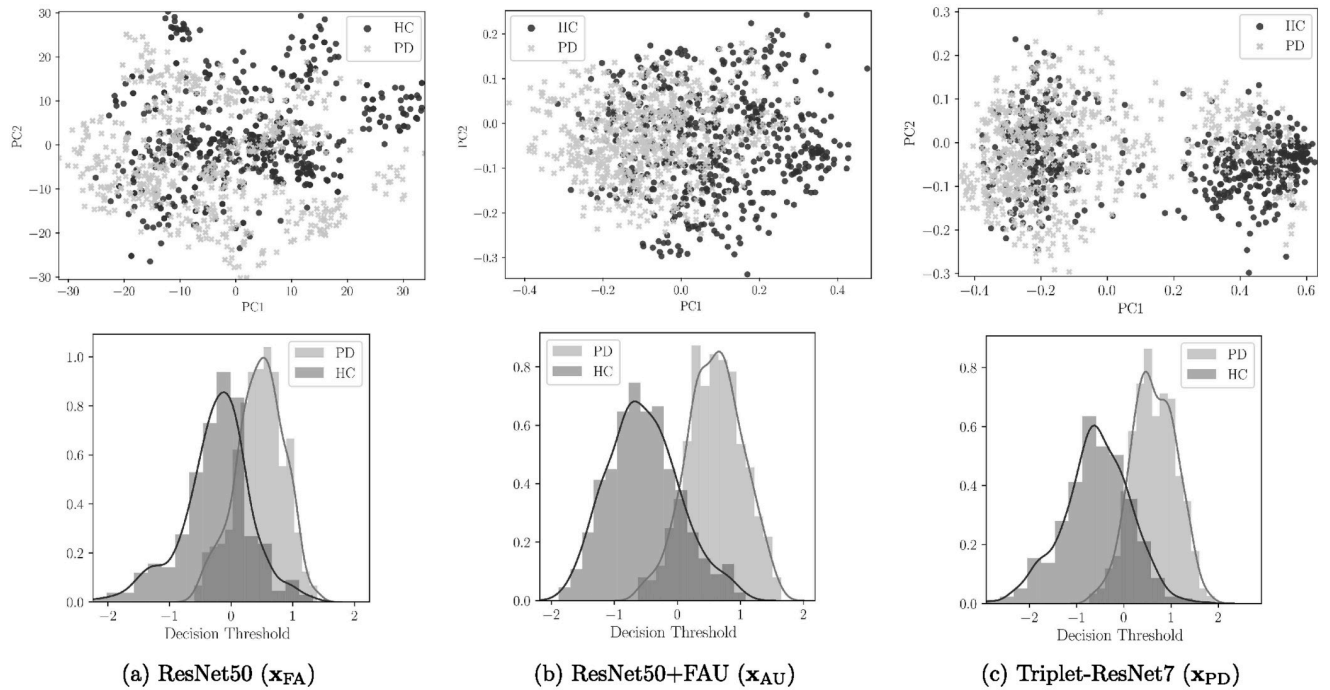 HC
PD
30
20
10
0
−10
−20
−30
PC2
−30 −20 −10 0 10 20 30
PC1
HC
PD
0.2
0.1
0.0
−0.1
−0.2
−0.3
PC2
−0.4 −0.2 0.0 0.2 0.4
PC1
HC
PD
0.3
0.2
0.1
0.0
−0.1
−0.2
−0.3
PC2
−0.4 −0.2 0.0 0.2 0.4 0.6
PC1
PD
HC
1.0
0.8
0.6
0.4
0.2
0.0
−2 −1 0 1 2
Decision Threshold
PD
HC
0.8
0.6
0.4
0.2
0.0
−2 −1 0 1 2
Decision Threshold
PD
HC
1.0
0.8
0.6
0.4
0.2
0.0
−2 −1 0 1 2
Decision Threshold
(a) ResNet50 (x_FA)
(b) ResNet50+FAU (x_AU)
(c) Triplet-ResNet7 (x_PD)